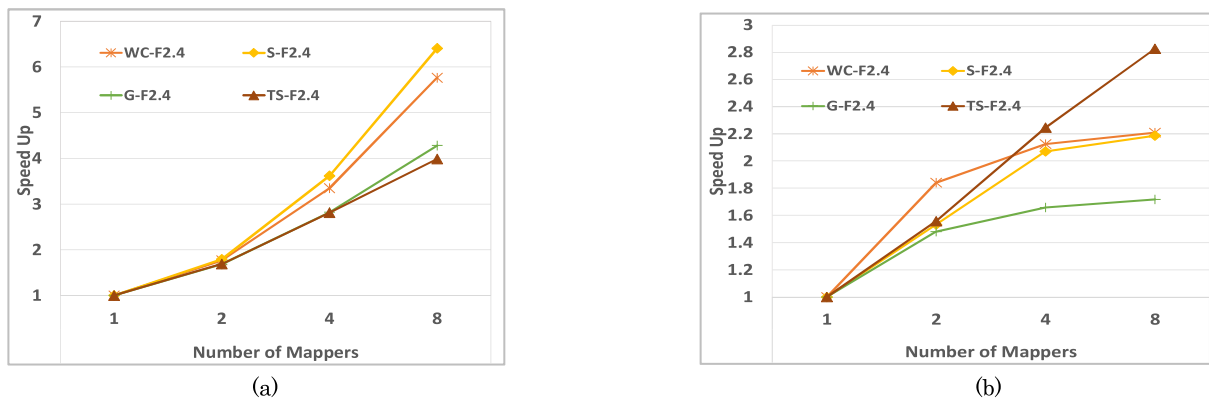 7
6
5
4
3
2
1
Speed Up
WC-F2.4
S-F2.4
G-F2.4
TS-F2.4
1 2 4 8
Number of Mappers
(a)
3
2.8
2.6
2.4
2.2
2
1.8
1.6
1.4
1.2
1
Speed Up
WC-F2.4
S-F2.4
G-F2.4
TS-F2.4
1 2 4 8
Number of Mappers
(b)